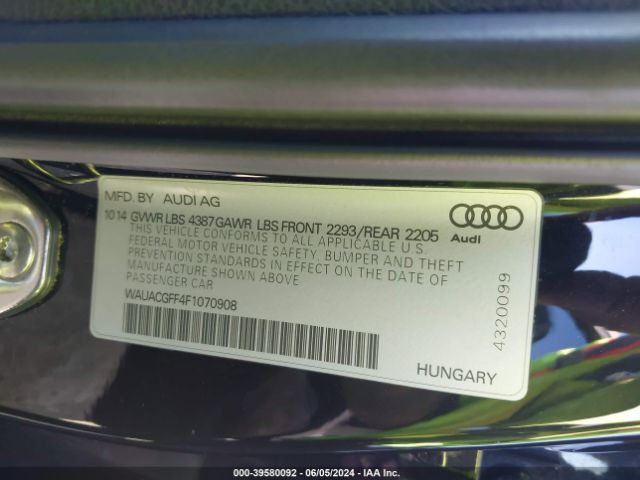 MFD. BY AUDI AG
1014 GVWR LBS 4387 GAWR LBS FRONT 2293/REAR 2205
THIS VEHICLE CONFORMS TO ALL APPLICABLE U.S.
FEDERAL MOTOR VEHICLE SAFETY, BUMPER AND THEFT
PREVENTION STANDARDS IN EFFECT ON THE DATE OF
MANUFACTURE SHOWN ABOVE
PASSENGER CAR
WAUACGFF4F1070908
Audi
4320099
HUNGARY
000-39580092 / 06/05/2024 / IAA Inc.